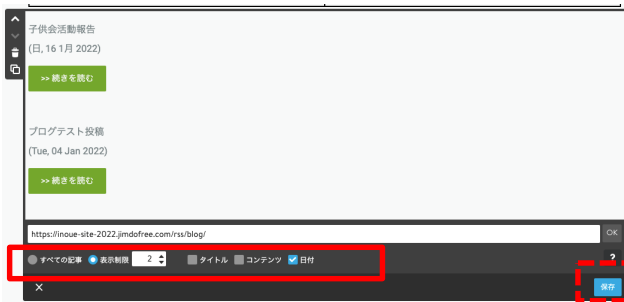 子供会活動報告
(日, 16 1月 2022)
>> 続きを読む
ブログテスト投稿
(Tue, 04 Jan 2022)
>> 続きを読む
https://inoue-site-2022.jimdofree.com/rss/blog/ OK
すべての記事 表示制限 2 タイトル コンテンツ 日付 ?
保存